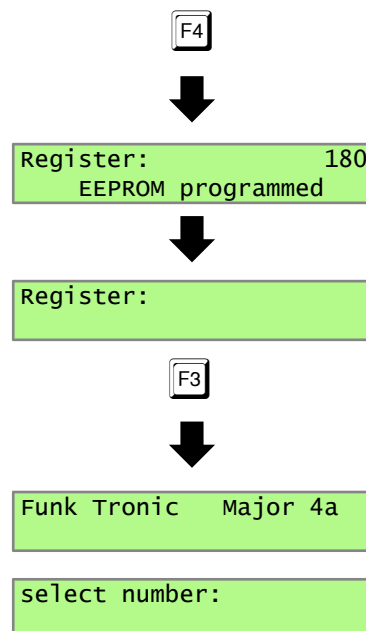 F4
Register: 180
EEPROM programmed
Register:
F3
Funk Tronic Major 4a
select number: